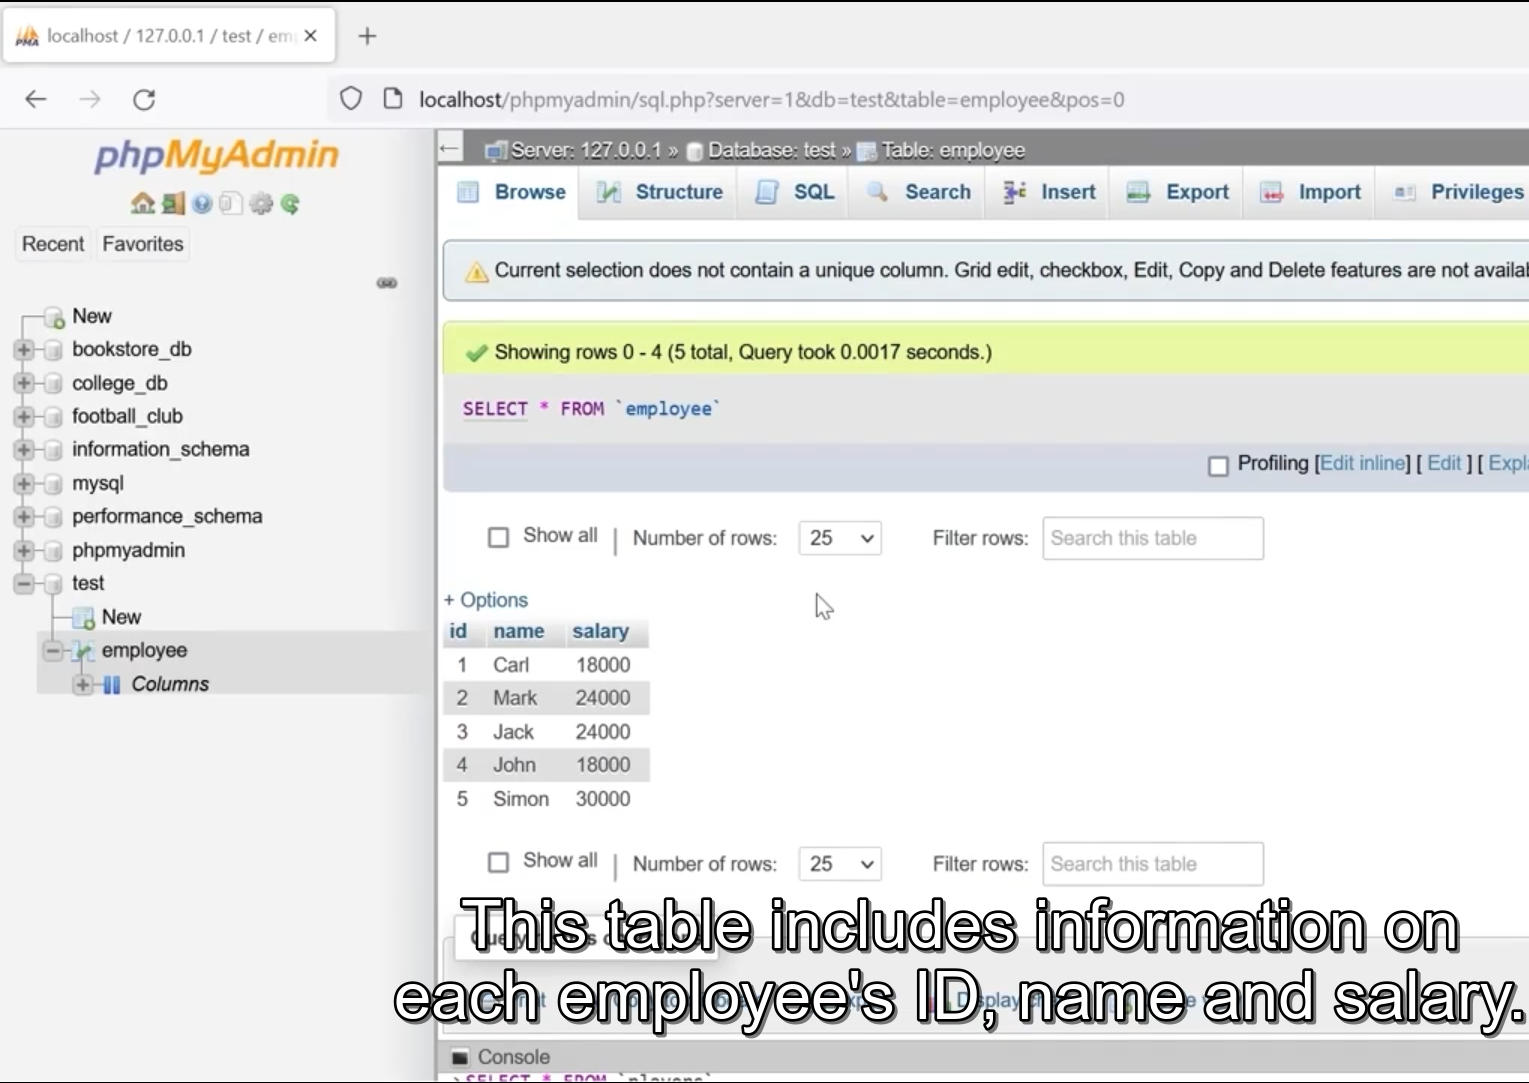 localhost / 127.0.0.1 / test / em
localhost/phpmyadmin/sql.php?server=1&db=test&table=employee&pos=0
phpMyAdmin
Recent Favorites
New
bookstore_db
college_db
football_club
information_schema
mysql
performance_schema
phpmyadmin
test
New
employee
Columns
Server: 127.0.0.1 » Database: test » Table: employee
Browse Structure SQL Search Insert Export Import Privileges
Current selection does not contain a unique column. Grid edit, checkbox, Edit, Copy and Delete features are not availab
Showing rows 0 - 4 (5 total, Query took 0.0017 seconds.)
SELECT * FROM `employee`
Profiling [Edit inline] [ Edit ] [ Expla
Show all | Number of rows: 25 Filter rows: Search this table
+ Options
id name salary
1 Carl 18000
2 Mark 24000
3 Jack 24000
4 John 18000
5 Simon 30000
Show all | Number of rows: 25 Filter rows: Search this table
This table includes information on
each employee's ID, name and salary.
Console
>SELECT * FROM `players`